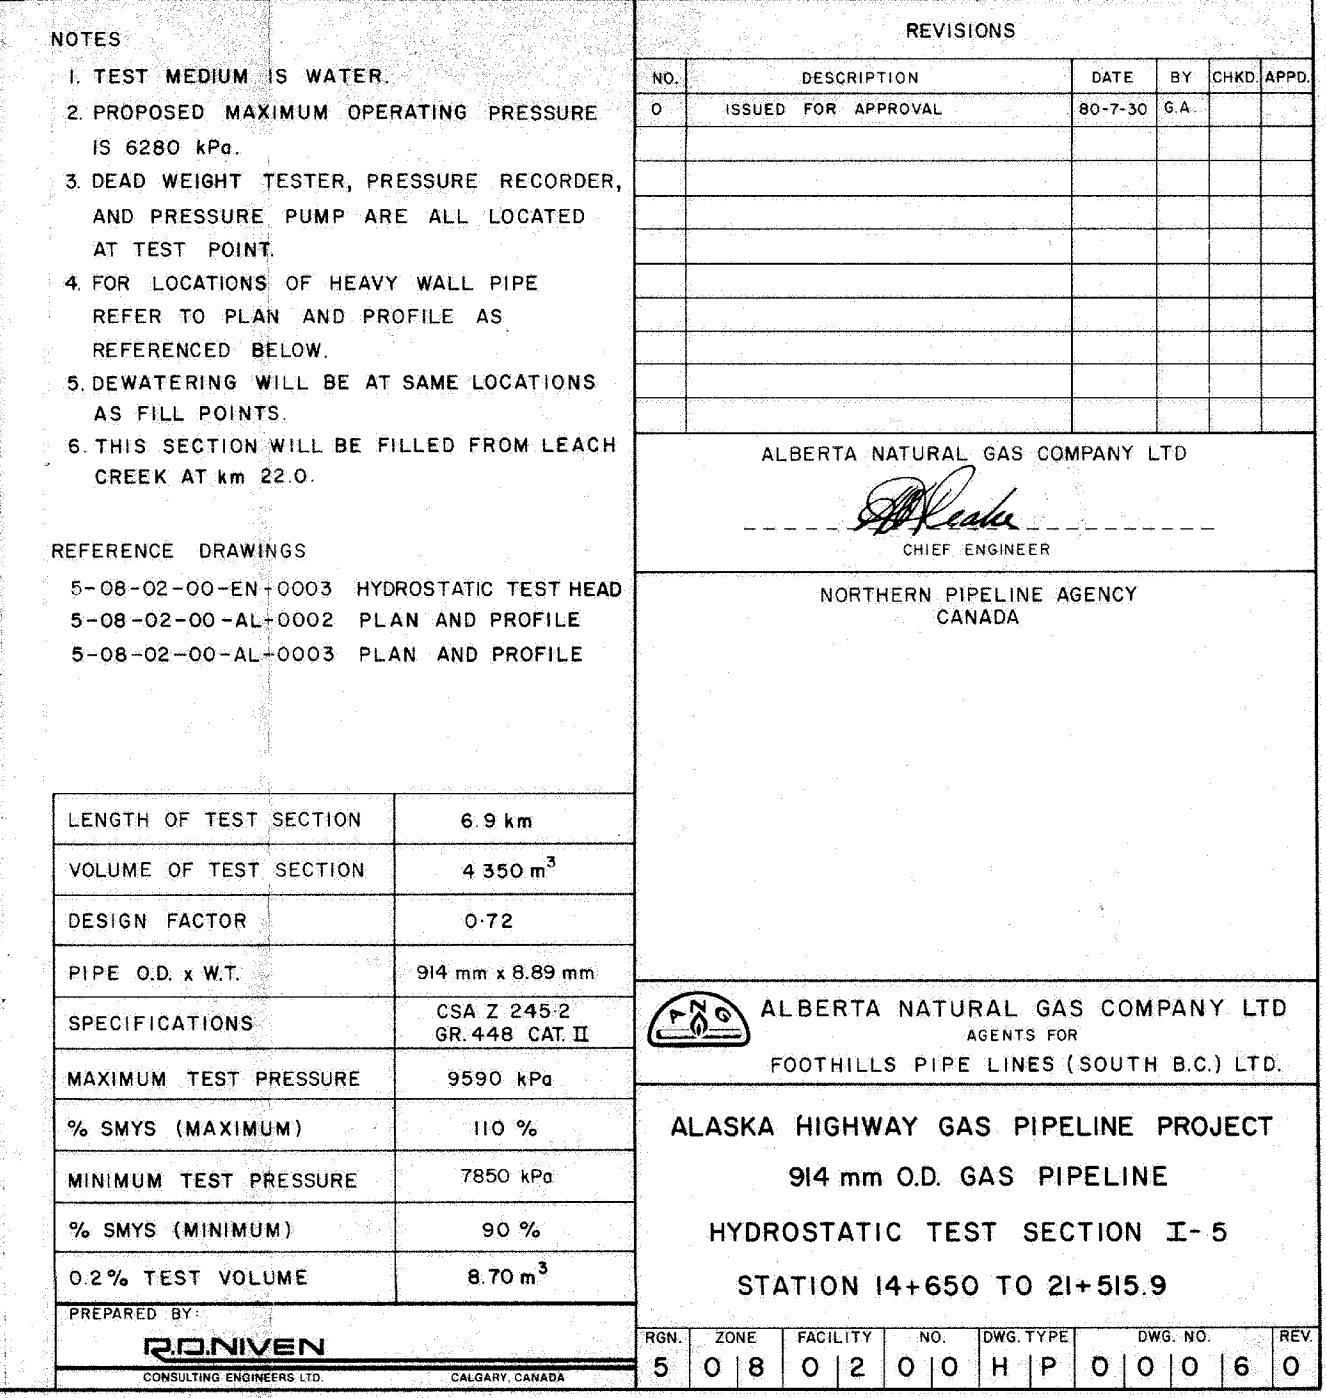 NOTES
1. TEST MEDIUM IS WATER.
2. PROPOSED MAXIMUM OPERATING PRESSURE
IS 6280 kPa.
3. DEAD WEIGHT TESTER, PRESSURE RECORDER,
AND PRESSURE PUMP ARE ALL LOCATED
AT TEST POINT.
4. FOR LOCATIONS OF HEAVY WALL PIPE
REFER TO PLAN AND PROFILE AS
REFERENCED BELOW.
5. DEWATERING WILL BE AT SAME LOCATIONS
AS FILL POINTS.
6. THIS SECTION WILL BE FILLED FROM LEACH
CREEK AT km 22.0.
REFERENCE DRAWINGS
5-08-02-00-EN-0003 HYDROSTATIC TEST HEAD
5-08-02-00-AL-0002 PLAN AND PROFILE
5-08-02-00-AL-0003 PLAN AND PROFILE
LENGTH OF TEST SECTION 6.9 km
VOLUME OF TEST SECTION 4 350 m³
DESIGN FACTOR 0.72
PIPE O.D. x W.T. 914 mm x 8.89 mm
SPECIFICATIONS CSA Z 245.2
GR. 448 CAT. II
MAXIMUM TEST PRESSURE 9590 kPa
% SMYS (MAXIMUM) 110 %
MINIMUM TEST PRESSURE 7850 kPa
% SMYS (MINIMUM) 90 %
0.2% TEST VOLUME 8.70 m³
PREPARED BY:
R.D.NIVEN
CONSULTING ENGINEERS LTD. CALGARY, CANADA
REVISIONS
NO. DESCRIPTION DATE BY CHKD. APPD.
0 ISSUED FOR APPROVAL 80-7-30 G.A.
ALBERTA NATURAL GAS COMPANY LTD
CHIEF ENGINEER
NORTHERN PIPELINE AGENCY
CANADA
ANG
ALBERTA NATURAL GAS COMPANY LTD
AGENTS FOR
FOOTHILLS PIPE LINES (SOUTH B.C.) LTD.
ALASKA HIGHWAY GAS PIPELINE PROJECT
914 mm O.D. GAS PIPELINE
HYDROSTATIC TEST SECTION I-5
STATION 14+650 TO 21+515.9
RGN. ZONE FACILITY NO. DWG. TYPE DWG. NO. REV.
5 0 8 0 2 0 0 H P 0 0 0 6 0